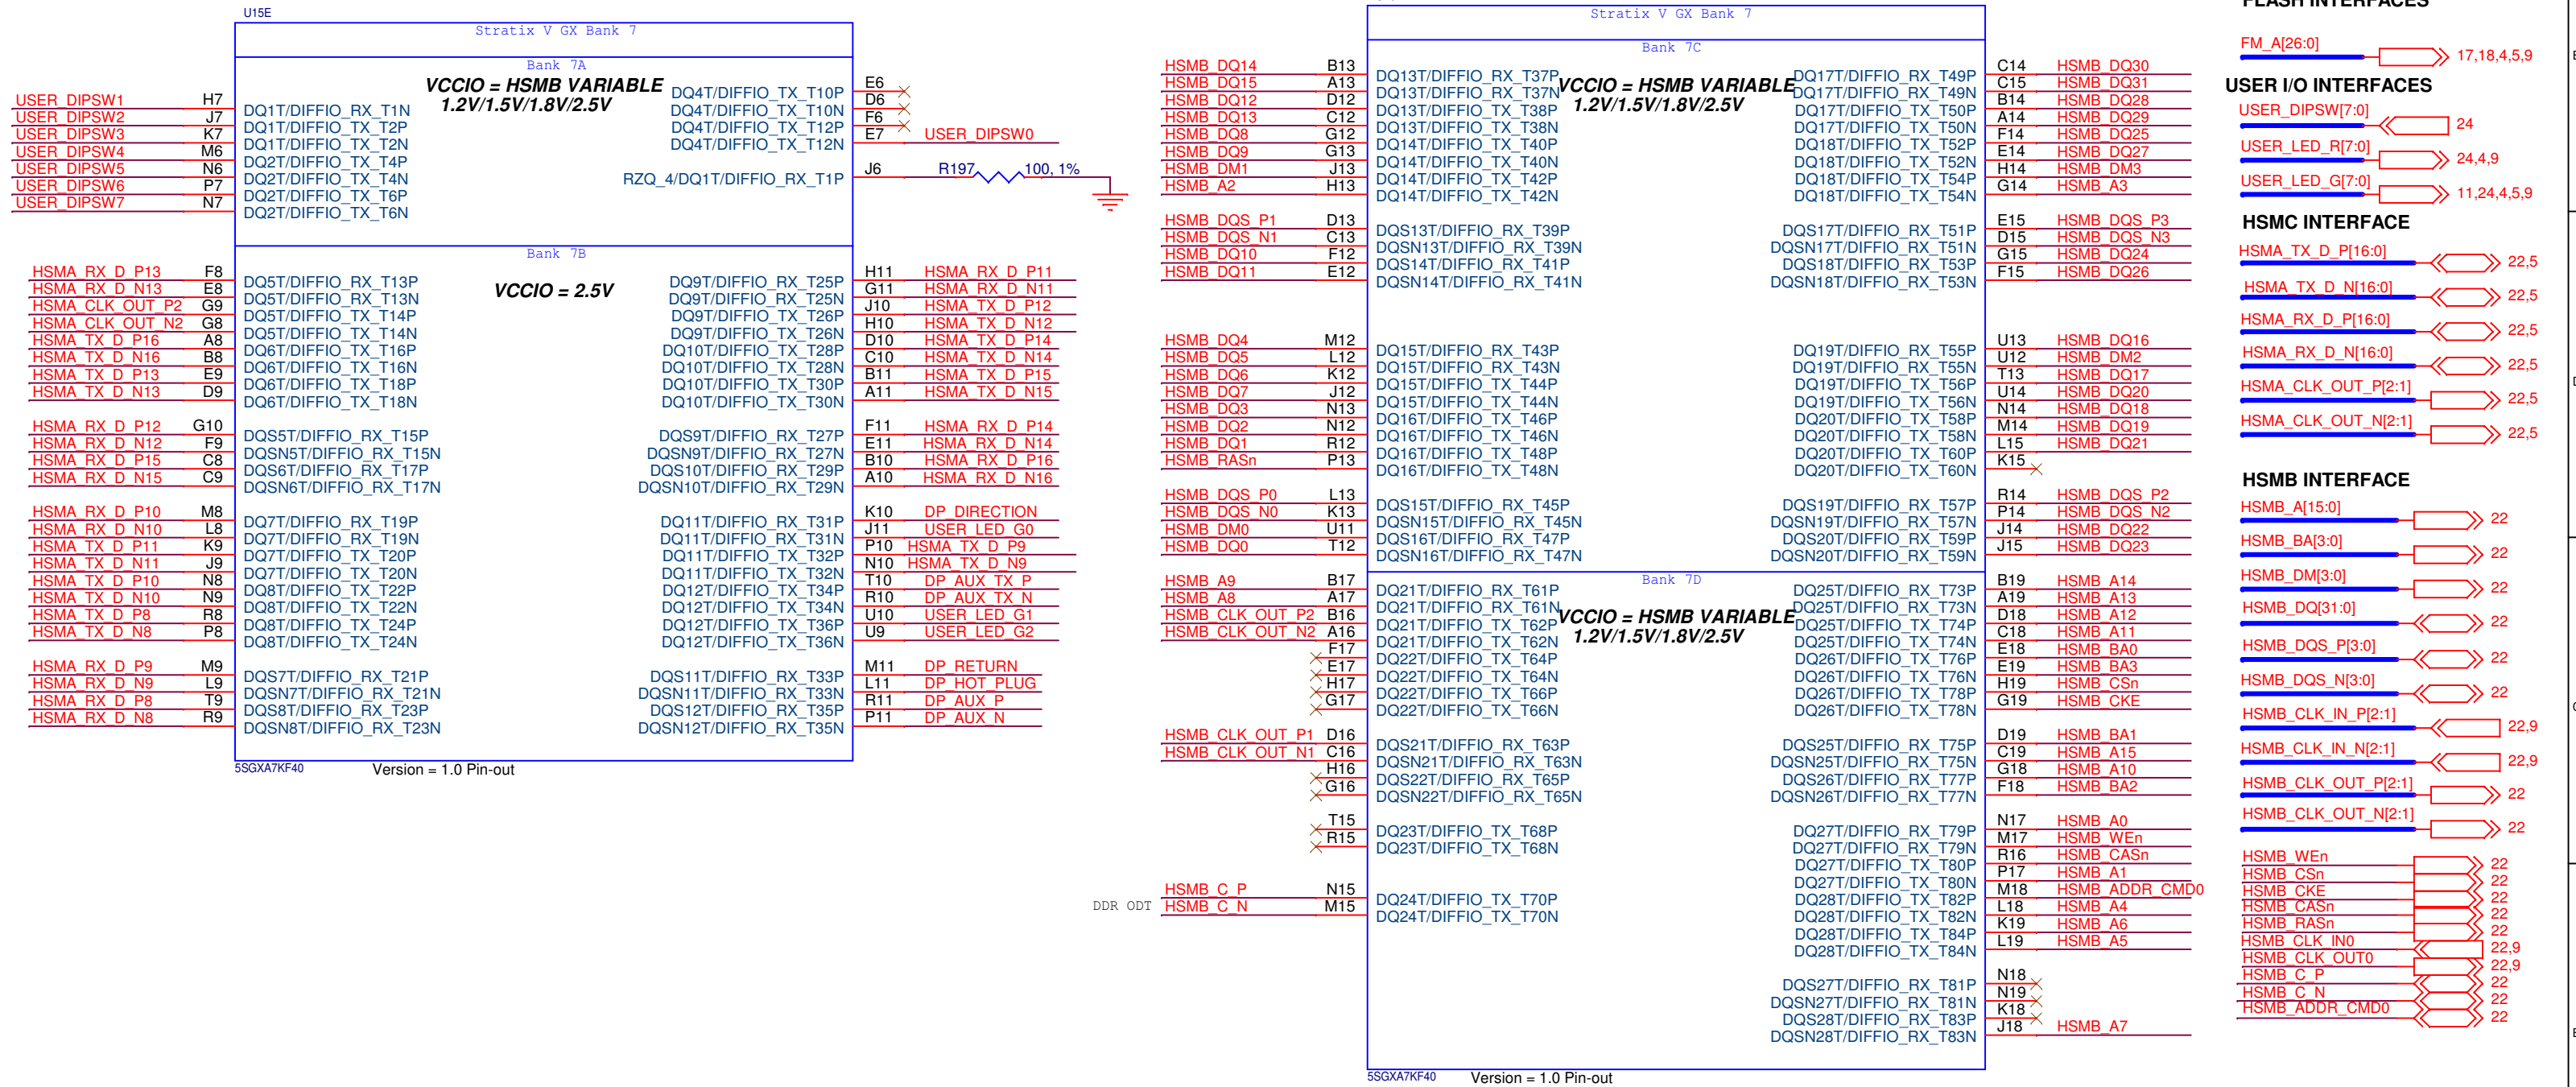 U15E
Stratix V GX Bank 7
Bank 7A
VCCIO = HSMB VARIABLE
1.2V/1.5V/1.8V/2.5V
USER_DIPSW1 H7 DQ1T/DIFFIO_RX_T1N
USER_DIPSW2 J7 DQ1T/DIFFIO_TX_T2P
USER_DIPSW3 K7 DQ1T/DIFFIO_TX_T2N
USER_DIPSW4 M6 DQ2T/DIFFIO_TX_T4P
USER_DIPSW5 N6 DQ2T/DIFFIO_TX_T4N
USER_DIPSW6 P7 DQ2T/DIFFIO_TX_T6P
USER_DIPSW7 N7 DQ2T/DIFFIO_TX_T6N
DQ4T/DIFFIO_TX_T10P E6
DQ4T/DIFFIO_TX_T10N D6
DQ4T/DIFFIO_TX_T12P F6
DQ4T/DIFFIO_TX_T12N E7 USER_DIPSW0
RZQ_4/DQ1T/DIFFIO_RX_T1P J6 R197 100, 1%
Bank 7B
VCCIO = 2.5V
HSMA_RX_D_P13 F8 DQ5T/DIFFIO_TX_T13P
HSMA_RX_D_N13 E8 DQ5T/DIFFIO_TX_T13N
HSMA_CLK_OUT_P2 G9 DQ5T/DIFFIO_TX_T14P
HSMA_CLK_OUT_N2 G8 DQ5T/DIFFIO_TX_T14N
HSMA_TX_D_P16 A8 DQ6T/DIFFIO_TX_T16P
HSMA_TX_D_N16 B8 DQ6T/DIFFIO_TX_T16N
HSMA_TX_D_P13 E9 DQ6T/DIFFIO_TX_T18P
HSMA_TX_D_N13 D9 DQ6T/DIFFIO_TX_T18N
HSMA_RX_D_P12 G10 DQS5T/DIFFIO_RX_T15P
HSMA_RX_D_N12 F9 DQSN5T/DIFFIO_RX_T15N
HSMA_RX_D_P15 C8 DQS6T/DIFFIO_RX_T17P
HSMA_RX_D_N15 C9 DQSN6T/DIFFIO_RX_T17N
HSMA_RX_D_P10 M8 DQ7T/DIFFIO_RX_T19P
HSMA_RX_D_N10 L8 DQ7T/DIFFIO_RX_T19N
HSMA_TX_D_P11 K9 DQ7T/DIFFIO_TX_T20P
HSMA_TX_D_N11 J9 DQ7T/DIFFIO_TX_T20N
HSMA_TX_D_P10 N8 DQ8T/DIFFIO_TX_T22P
HSMA_TX_D_N10 N9 DQ8T/DIFFIO_TX_T22N
HSMA_TX_D_P8 R8 DQ8T/DIFFIO_TX_T24P
HSMA_TX_D_N8 P8 DQ8T/DIFFIO_TX_T24N
HSMA_RX_D_P9 M9 DQS7T/DIFFIO_RX_T21P
HSMA_RX_D_N9 L9 DQSN7T/DIFFIO_RX_T21N
HSMA_RX_D_P8 T9 DQS8T/DIFFIO_RX_T23P
HSMA_RX_D_N8 R9 DQSN8T/DIFFIO_RX_T23N
DQ9T/DIFFIO_RX_T25P H11 HSMA_RX_D_P11
DQ9T/DIFFIO_RX_T25N G11 HSMA_RX_D_N11
DQ9T/DIFFIO_TX_T26P J10 HSMA_TX_D_P12
DQ9T/DIFFIO_TX_T26N H10 HSMA_TX_D_N12
DQ10T/DIFFIO_TX_T28P D10 HSMA_TX_D_P14
DQ10T/DIFFIO_TX_T28N C10 HSMA_TX_D_N14
DQ10T/DIFFIO_TX_T30P B11 HSMA_TX_D_P15
DQ10T/DIFFIO_TX_T30N A11 HSMA_TX_D_N15
DQS9T/DIFFIO_RX_T27P F11 HSMA_RX_D_P14
DQSN9T/DIFFIO_RX_T27N E11 HSMA_RX_D_N14
DQS10T/DIFFIO_RX_T29P B10 HSMA_RX_D_P16
DQSN10T/DIFFIO_RX_T29N A10 HSMA_RX_D_N16
DQ11T/DIFFIO_RX_T31P K10 DP_DIRECTION
DQ11T/DIFFIO_RX_T31N J11 USER_LED_G0
DQ11T/DIFFIO_TX_T32P P10 HSMA_TX_D_P9
DQ11T/DIFFIO_TX_T32N N10 HSMA_TX_D_N9
DQ12T/DIFFIO_TX_T34P T10 DP_AUX_TX_P
DQ12T/DIFFIO_TX_T34N R10 DP_AUX_TX_N
DQ12T/DIFFIO_TX_T36P U10 USER_LED_G1
DQ12T/DIFFIO_TX_T36N U9 USER_LED_G2
DQS11T/DIFFIO_RX_T33P M11 DP_RETURN
DQSN11T/DIFFIO_RX_T33N L11 DP_HOT_PLUG
DQS12T/DIFFIO_RX_T35P R11 DP_AUX_P
DQSN12T/DIFFIO_RX_T35N P11 DP_AUX_N
5SGXA7KF40 Version = 1.0 Pin-out
Stratix V GX Bank 7
Bank 7C
VCCIO = HSMB VARIABLE
1.2V/1.5V/1.8V/2.5V
HSMB_DQ14 B13 DQ13T/DIFFIO_RX_T37P
HSMB_DQ15 A13 DQ13T/DIFFIO_RX_T37N
HSMB_DQ12 D12 DQ13T/DIFFIO_TX_T38P
HSMB_DQ13 C12 DQ13T/DIFFIO_TX_T38N
HSMB_DQ8 G12 DQ14T/DIFFIO_TX_T40P
HSMB_DQ9 G13 DQ14T/DIFFIO_TX_T40N
HSMB_DM1 J13 DQ14T/DIFFIO_TX_T42P
HSMB_A2 H13 DQ14T/DIFFIO_TX_T42N
HSMB_DQS_P1 D13 DQS13T/DIFFIO_RX_T39P
HSMB_DQS_N1 C13 DQSN13T/DIFFIO_RX_T39N
HSMB_DQ10 F12 DQS14T/DIFFIO_RX_T41P
HSMB_DQ11 E12 DQSN14T/DIFFIO_RX_T41N
HSMB_DQ4 M12 DQ15T/DIFFIO_RX_T43P
HSMB_DQ5 L12 DQ15T/DIFFIO_RX_T43N
HSMB_DQ6 K12 DQ15T/DIFFIO_TX_T44P
HSMB_DQ7 J12 DQ15T/DIFFIO_TX_T44N
HSMB_DQ3 N13 DQ16T/DIFFIO_TX_T46P
HSMB_DQ2 N12 DQ16T/DIFFIO_TX_T46N
HSMB_DQ1 R12 DQ16T/DIFFIO_TX_T48P
HSMB_RASn P13 DQ16T/DIFFIO_TX_T48N
HSMB_DQS_P0 L13 DQS15T/DIFFIO_RX_T45P
HSMB_DQS_N0 K13 DQSN15T/DIFFIO_RX_T45N
HSMB_DM0 U11 DQS16T/DIFFIO_RX_T47P
HSMB_DQ0 T12 DQSN16T/DIFFIO_RX_T47N
DQ17T/DIFFIO_RX_T49P C14 HSMB_DQ30
DQ17T/DIFFIO_RX_T49N C15 HSMB_DQ31
DQ17T/DIFFIO_TX_T50P B14 HSMB_DQ28
DQ17T/DIFFIO_TX_T50N A14 HSMB_DQ29
DQ18T/DIFFIO_TX_T52P F14 HSMB_DQ25
DQ18T/DIFFIO_TX_T52N E14 HSMB_DQ27
DQ18T/DIFFIO_TX_T54P H14 HSMB_DM3
DQ18T/DIFFIO_TX_T54N G14 HSMB_A3
DQS17T/DIFFIO_RX_T51P E15 HSMB_DQS_P3
DQSN17T/DIFFIO_RX_T51N D15 HSMB_DQS_N3
DQS18T/DIFFIO_RX_T53P G15 HSMB_DQ24
DQSN18T/DIFFIO_RX_T53N F15 HSMB_DQ26
DQ19T/DIFFIO_RX_T55P U13 HSMB_DQ16
DQ19T/DIFFIO_RX_T55N U12 HSMB_DM2
DQ19T/DIFFIO_TX_T56P T13 HSMB_DQ17
DQ19T/DIFFIO_TX_T56N U14 HSMB_DQ20
DQ20T/DIFFIO_TX_T58P N14 HSMB_DQ18
DQ20T/DIFFIO_TX_T58N M14 HSMB_DQ19
DQ20T/DIFFIO_TX_T60P L15 HSMB_DQ21
DQ20T/DIFFIO_TX_T60N K15
DQS19T/DIFFIO_RX_T57P R14 HSMB_DQS_P2
DQSN19T/DIFFIO_RX_T57N P14 HSMB_DQS_N2
DQS20T/DIFFIO_RX_T59P J14 HSMB_DQ22
DQSN20T/DIFFIO_RX_T59N J15 HSMB_DQ23
Bank 7D
VCCIO = HSMB VARIABLE
1.2V/1.5V/1.8V/2.5V
HSMB_A9 B17 DQ21T/DIFFIO_RX_T61P
HSMB_A8 A17 DQ21T/DIFFIO_RX_T61N
HSMB_CLK_OUT_P2 B16 DQ21T/DIFFIO_TX_T62P
HSMB_CLK_OUT_N2 A16 DQ21T/DIFFIO_TX_T62N
F17 DQ22T/DIFFIO_TX_T64P
E17 DQ22T/DIFFIO_TX_T64N
H17 DQ22T/DIFFIO_TX_T66P
G17 DQ22T/DIFFIO_TX_T66N
HSMB_CLK_OUT_P1 D16 DQS21T/DIFFIO_RX_T63P
HSMB_CLK_OUT_N1 C16 DQSN21T/DIFFIO_RX_T63N
H16 DQS22T/DIFFIO_RX_T65P
G16 DQSN22T/DIFFIO_RX_T65N
T15 DQ23T/DIFFIO_TX_T68P
R15 DQ23T/DIFFIO_TX_T68N
HSMB_C_P N15 DQ24T/DIFFIO_TX_T70P
DDR ODT HSMB_C_N M15 DQ24T/DIFFIO_TX_T70N
DQ25T/DIFFIO_RX_T73P B19 HSMB_A14
DQ25T/DIFFIO_RX_T73N A19 HSMB_A13
DQ25T/DIFFIO_TX_T74P D18 HSMB_A12
DQ25T/DIFFIO_TX_T74N C18 HSMB_A11
DQ26T/DIFFIO_TX_T76P E18 HSMB_BA0
DQ26T/DIFFIO_TX_T76N E19 HSMB_BA3
DQ26T/DIFFIO_TX_T78P H19 HSMB_CSn
DQ26T/DIFFIO_TX_T78N G19 HSMB_CKE
DQS25T/DIFFIO_RX_T75P D19 HSMB_BA1
DQSN25T/DIFFIO_RX_T75N C19 HSMB_A15
DQS26T/DIFFIO_RX_T77P G18 HSMB_A10
DQSN26T/DIFFIO_RX_T77N F18 HSMB_BA2
DQ27T/DIFFIO_RX_T79P N17 HSMB_A0
DQ27T/DIFFIO_RX_T79N M17 HSMB_WEn
DQ27T/DIFFIO_TX_T80P R16 HSMB_CASn
DQ27T/DIFFIO_TX_T80N P17 HSMB_A1
DQ28T/DIFFIO_TX_T82P M18 HSMB_ADDR_CMD0
DQ28T/DIFFIO_TX_T82N L18 HSMB_A4
DQ28T/DIFFIO_TX_T84P K19 HSMB_A6
DQ28T/DIFFIO_TX_T84N L19 HSMB_A5
DQS27T/DIFFIO_RX_T81P N18
DQSN27T/DIFFIO_RX_T81N N19
DQS28T/DIFFIO_RX_T83P K18
DQSN28T/DIFFIO_RX_T83N J18 HSMB_A7
5SGXA7KF40 Version = 1.0 Pin-out
FLASH INTERFACES
FM_A[26:0] 17,18,4,5,9
USER I/O INTERFACES
USER_DIPSW[7:0] 24
USER_LED_R[7:0] 24,4,9
USER_LED_G[7:0] 11,24,4,5,9
HSMC INTERFACE
HSMA_TX_D_P[16:0] 22,5
HSMA_TX_D_N[16:0] 22,5
HSMA_RX_D_P[16:0] 22,5
HSMA_RX_D_N[16:0] 22,5
HSMA_CLK_OUT_P[2:1] 22,5
HSMA_CLK_OUT_N[2:1] 22,5
HSMB INTERFACE
HSMB_A[15:0] 22
HSMB_BA[3:0] 22
HSMB_DM[3:0] 22
HSMB_DQ[31:0] 22
HSMB_DQS_P[3:0] 22
HSMB_DQS_N[3:0] 22
HSMB_CLK_IN_P[2:1] 22,9
HSMB_CLK_IN_N[2:1] 22,9
HSMB_CLK_OUT_P[2:1] 22
HSMB_CLK_OUT_N[2:1] 22
HSMB_WEn 22
HSMB_CSn 22
HSMB_CKE 22
HSMB_CASn 22
HSMB_RASn 22
HSMB_CLK_IN0 22,9
HSMB_CLK_OUT0 22,9
HSMB_C_P 22
HSMB_C_N 22
HSMB_ADDR_CMD0 22